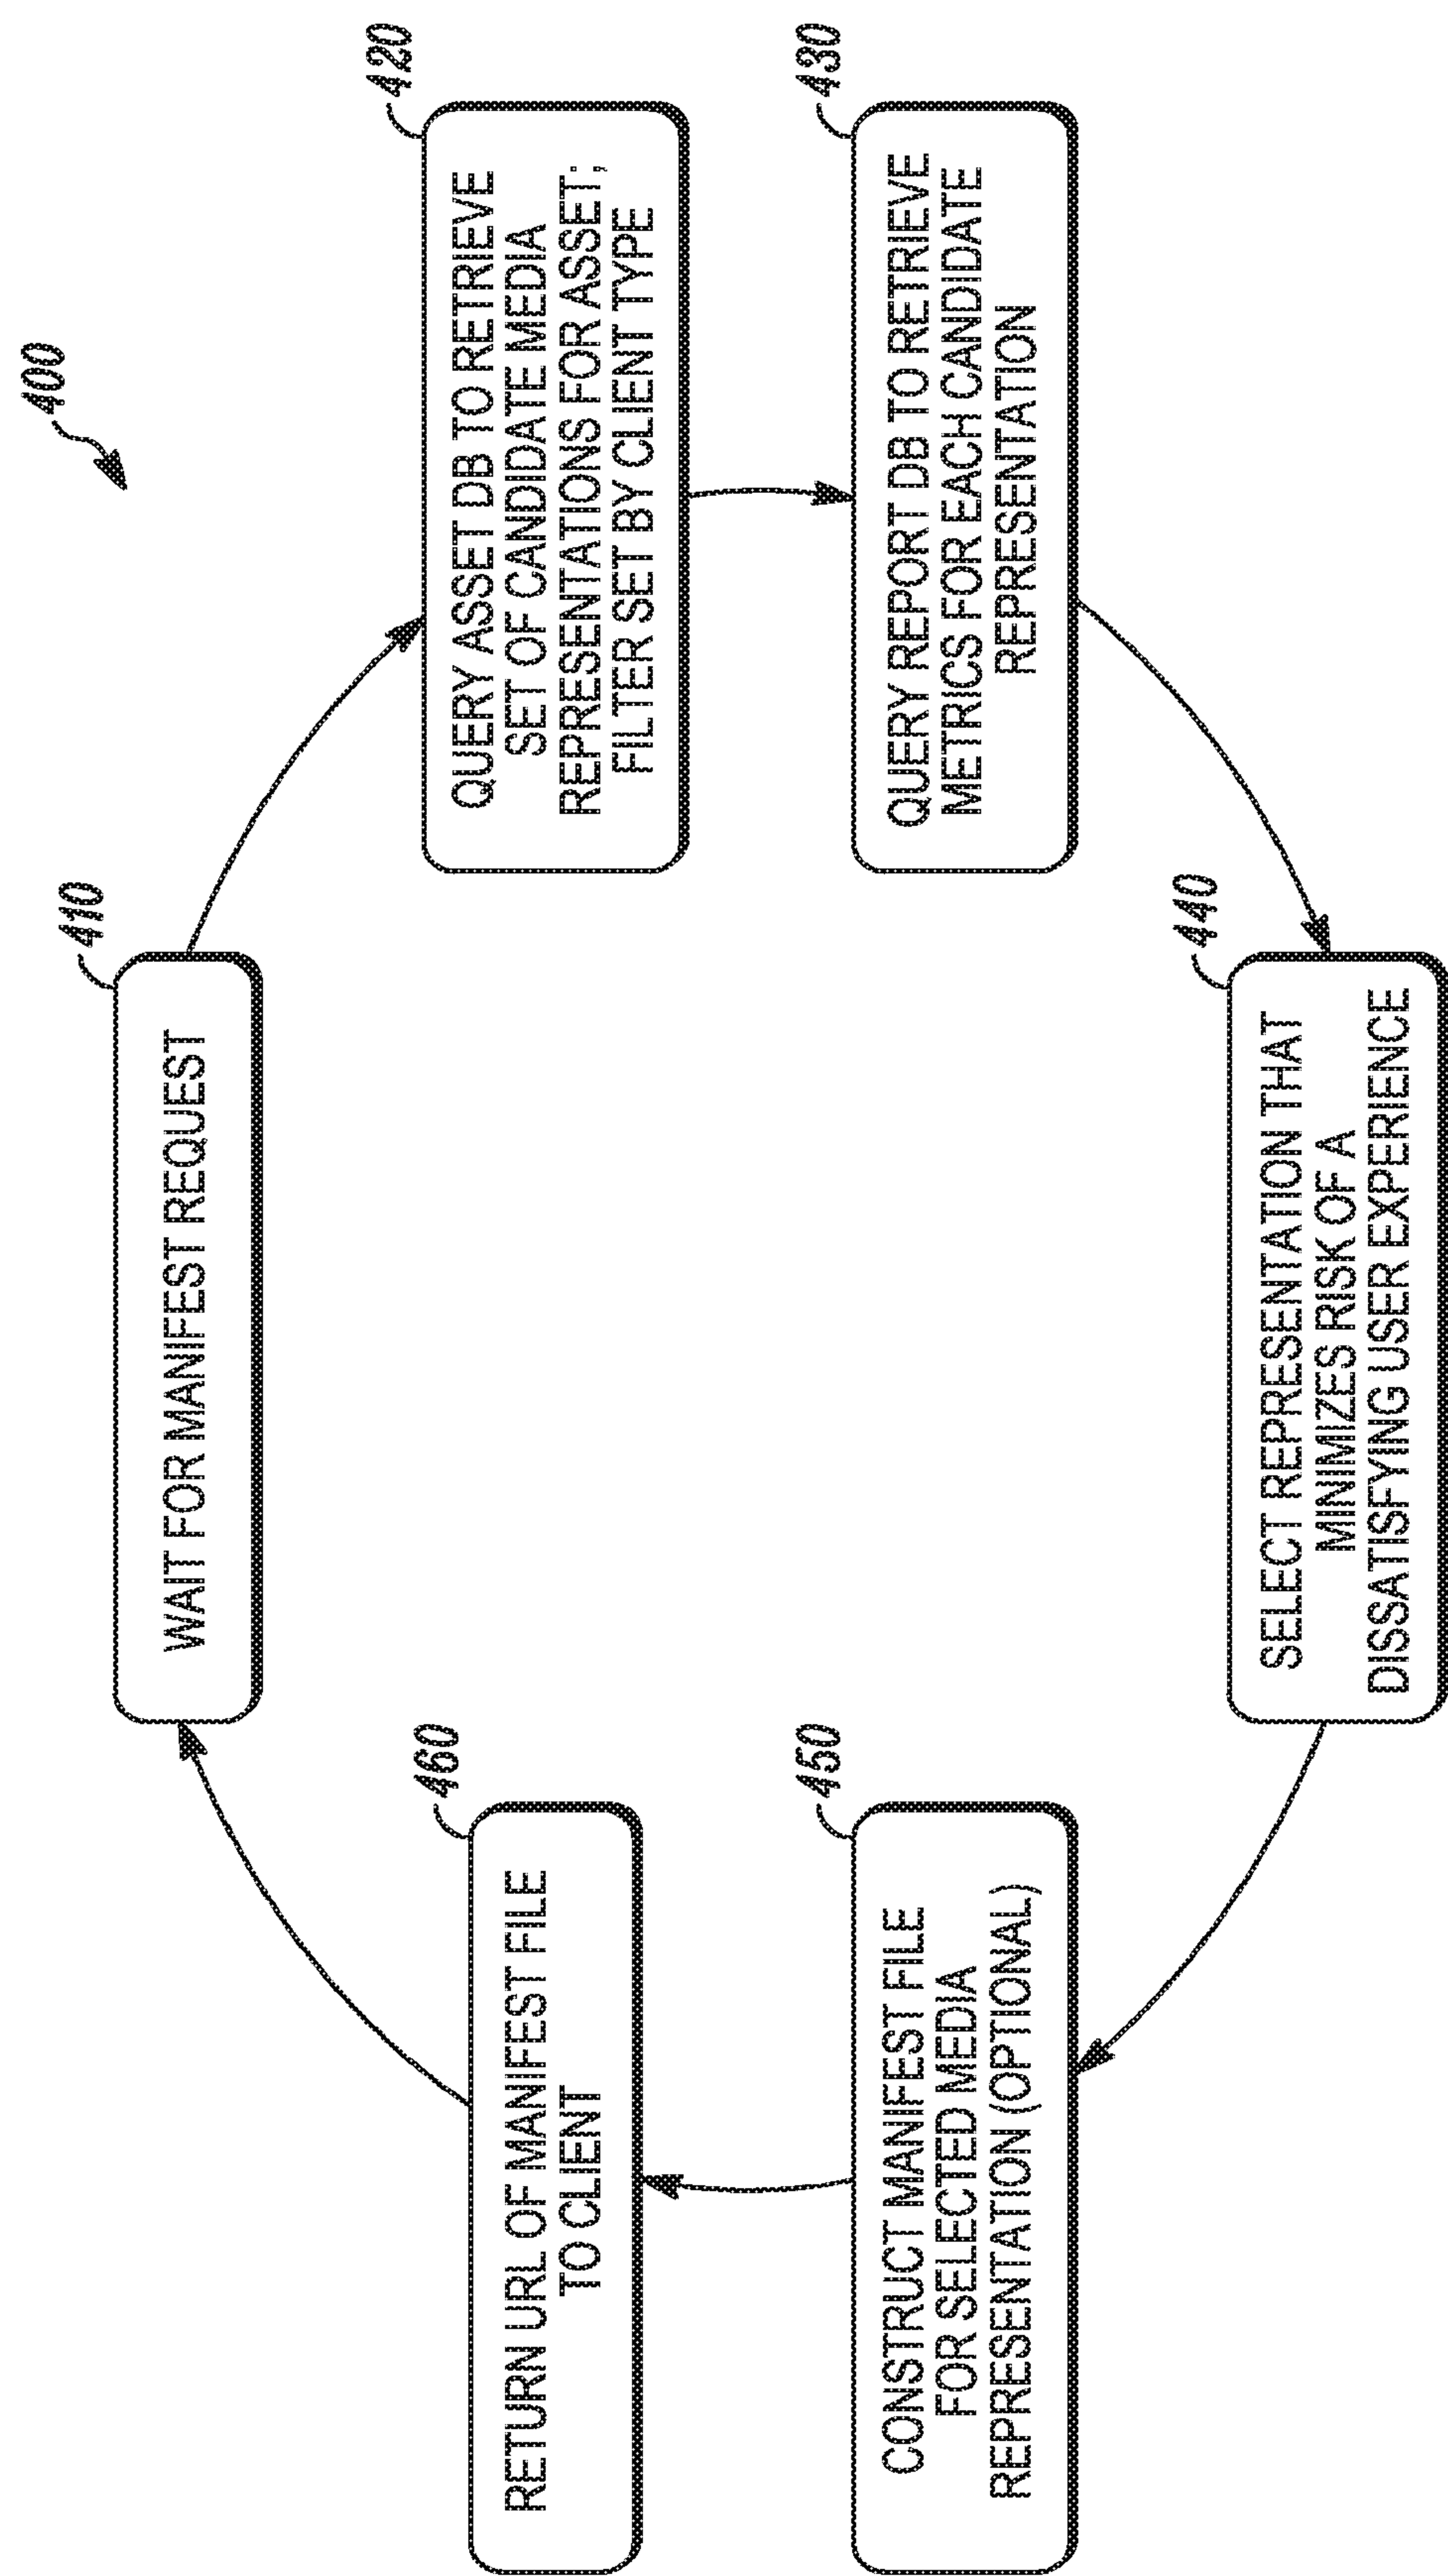 400
410
WAIT FOR MANIFEST REQUEST
420
QUERY ASSET DB TO RETRIEVE
SET OF CANDIDATE MEDIA
REPRESENTATIONS FOR ASSET;
FILTER SET BY CLIENT TYPE
430
QUERY REPORT DB TO RETRIEVE
METRICS FOR EACH CANDIDATE
REPRESENTATION
440
SELECT REPRESENTATION THAT
MINIMIZES RISK OF A
DISSATISFYING USER EXPERIENCE
450
CONSTRUCT MANIFEST FILE
FOR SELECTED MEDIA
REPRESENTATION (OPTIONAL)
460
RETURN URL OF MANIFEST FILE
TO CLIENT